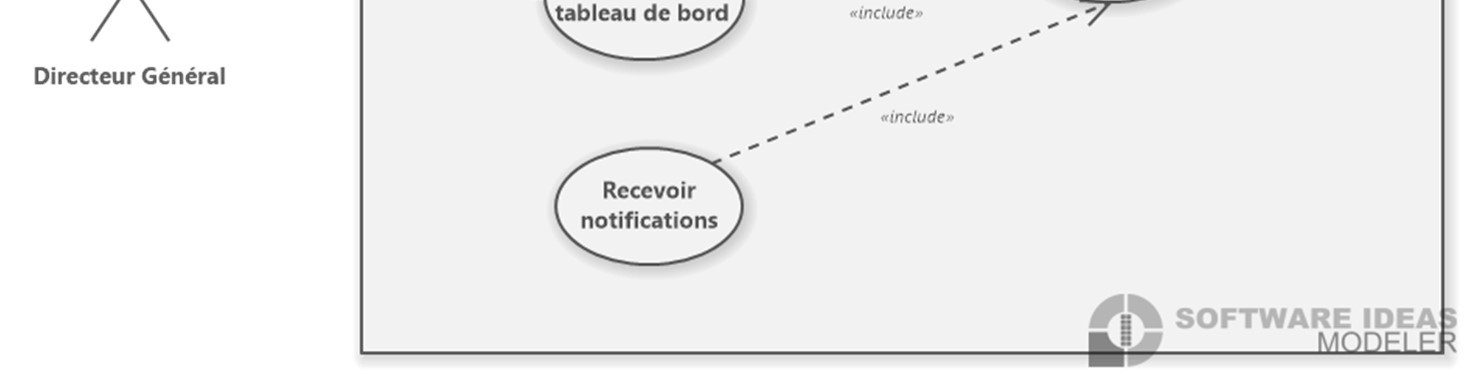 tableau de bord
«include»
Directeur Général
«include»
Recevoir
notifications
SOFTWARE IDEAS
MODELER